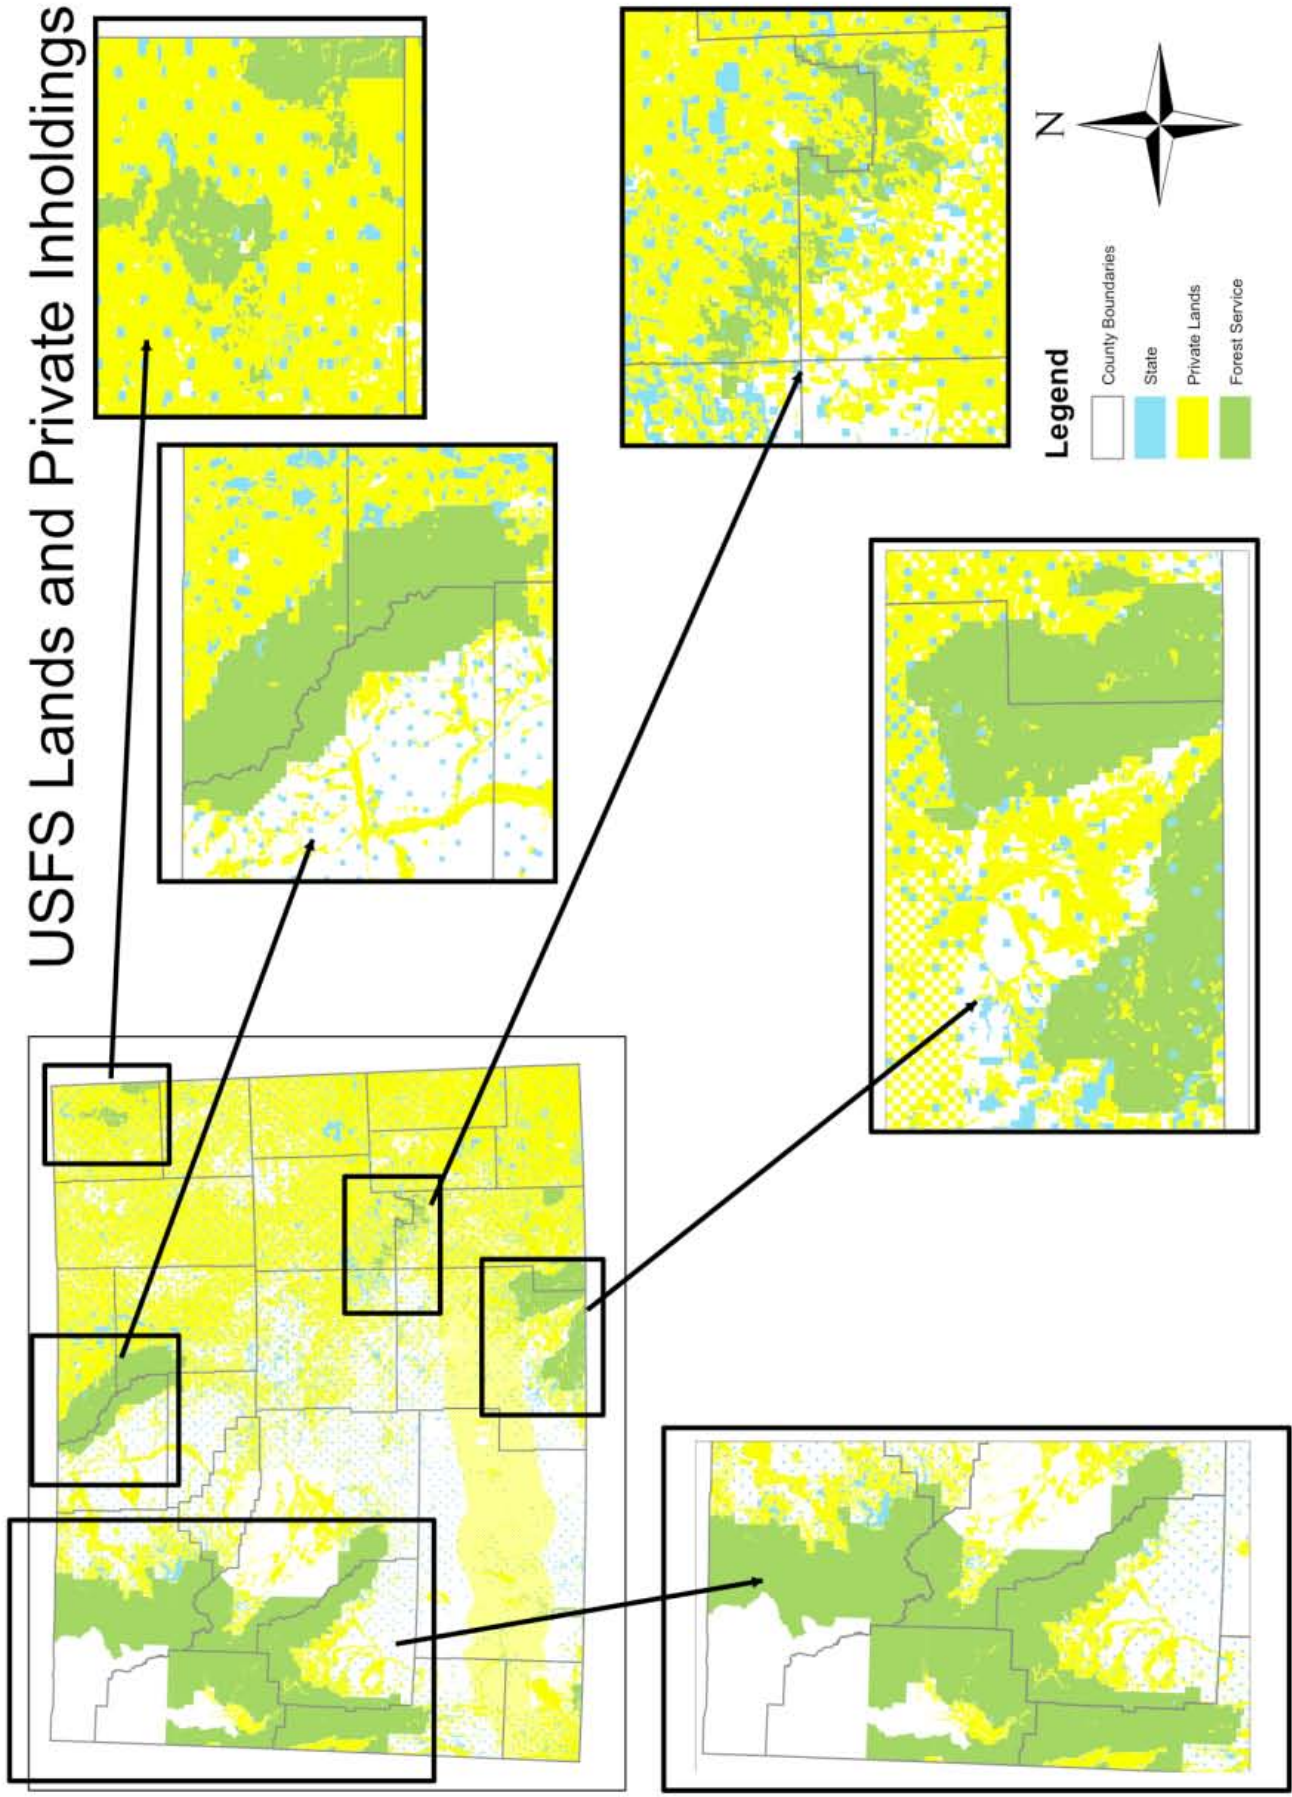 USFS Lands and Private Inholdings
N
Legend
County Boundaries
State
Private Lands
Forest Service